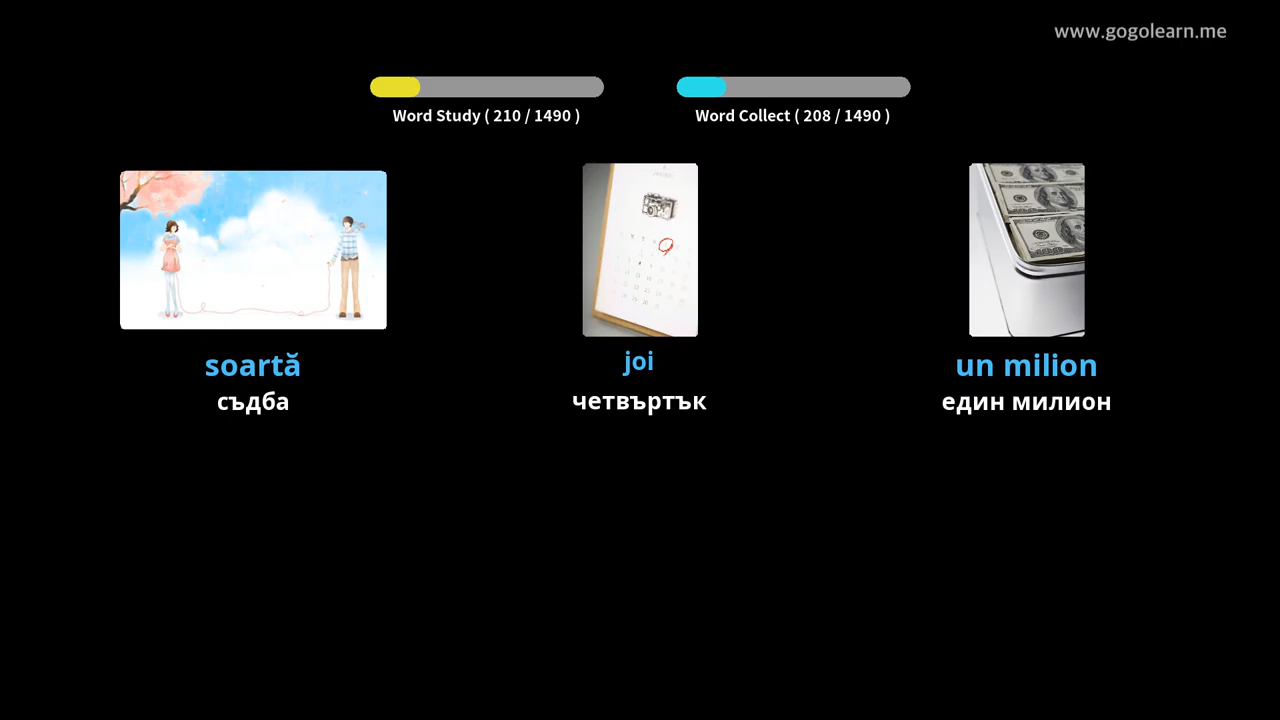 www.gogolearn.me
Word Study ( 210 / 1490 )
Word Collect ( 208 / 1490 )
soartă
joi
un milion
съдба
четвъртък
един милион